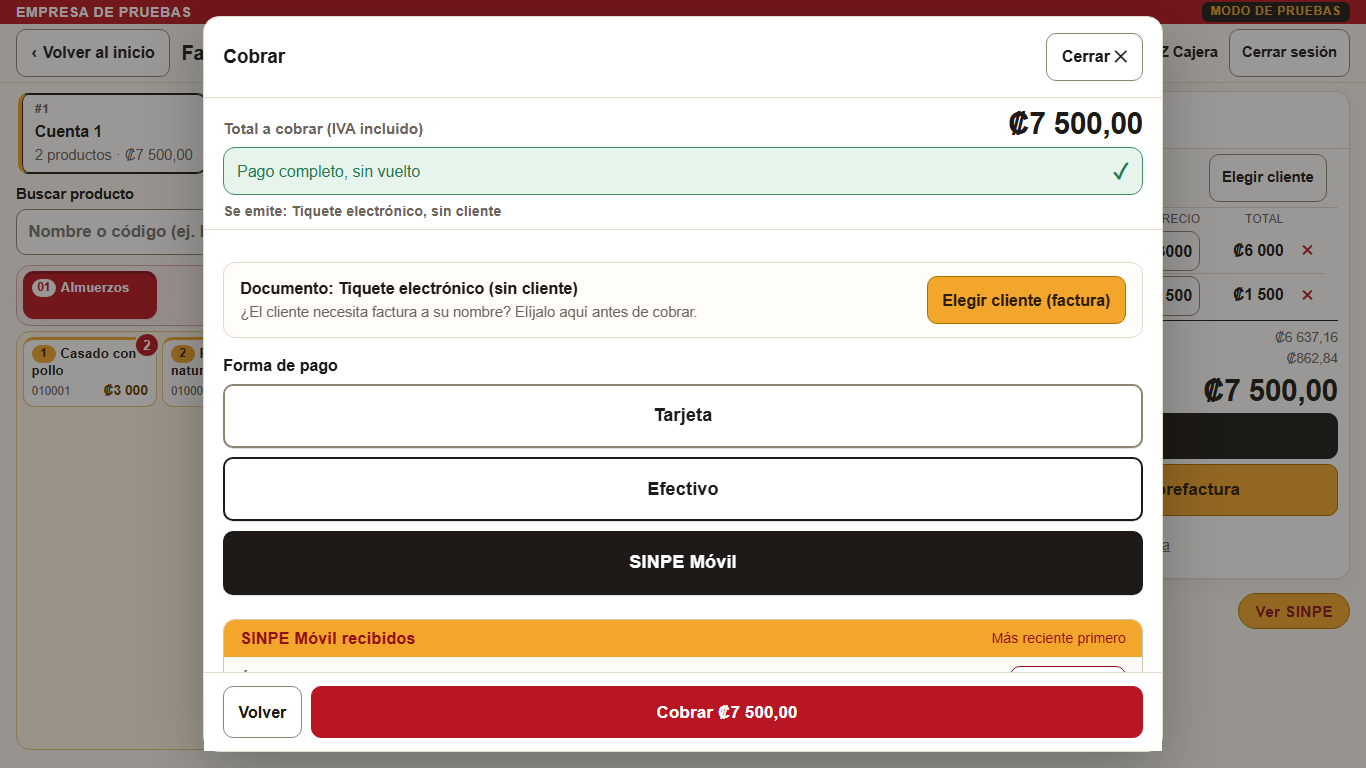 EMPRESA DE PRUEBAS
MODO DE PRUEBAS
‹ Volver al inicio
Cajera
Cerrar sesión
#1
Cuenta 1
2 productos · ₡7 500,00
Buscar producto
Nombre o código (ej.
01 Almuerzos
1 Casado con pollo
2
010001
₡3 000
2
Cobrar
Cerrar ✕
Total a cobrar (IVA incluido)
₡7 500,00
Pago completo, sin vuelto ✓
Se emite: Tiquete electrónico, sin cliente
Documento: Tiquete electrónico (sin cliente)
¿El cliente necesita factura a su nombre? Elíjalo aquí antes de cobrar.
Elegir cliente (factura)
Forma de pago
Tarjeta
Efectivo
SINPE Móvil
SINPE Móvil recibidos
Más reciente primero
Volver
Cobrar ₡7 500,00
Elegir cliente
TOTAL
₡6 000 ✕
500
₡1 500 ✕
₡6 637,16
₡862,84
₡7 500,00
Ver SINPE